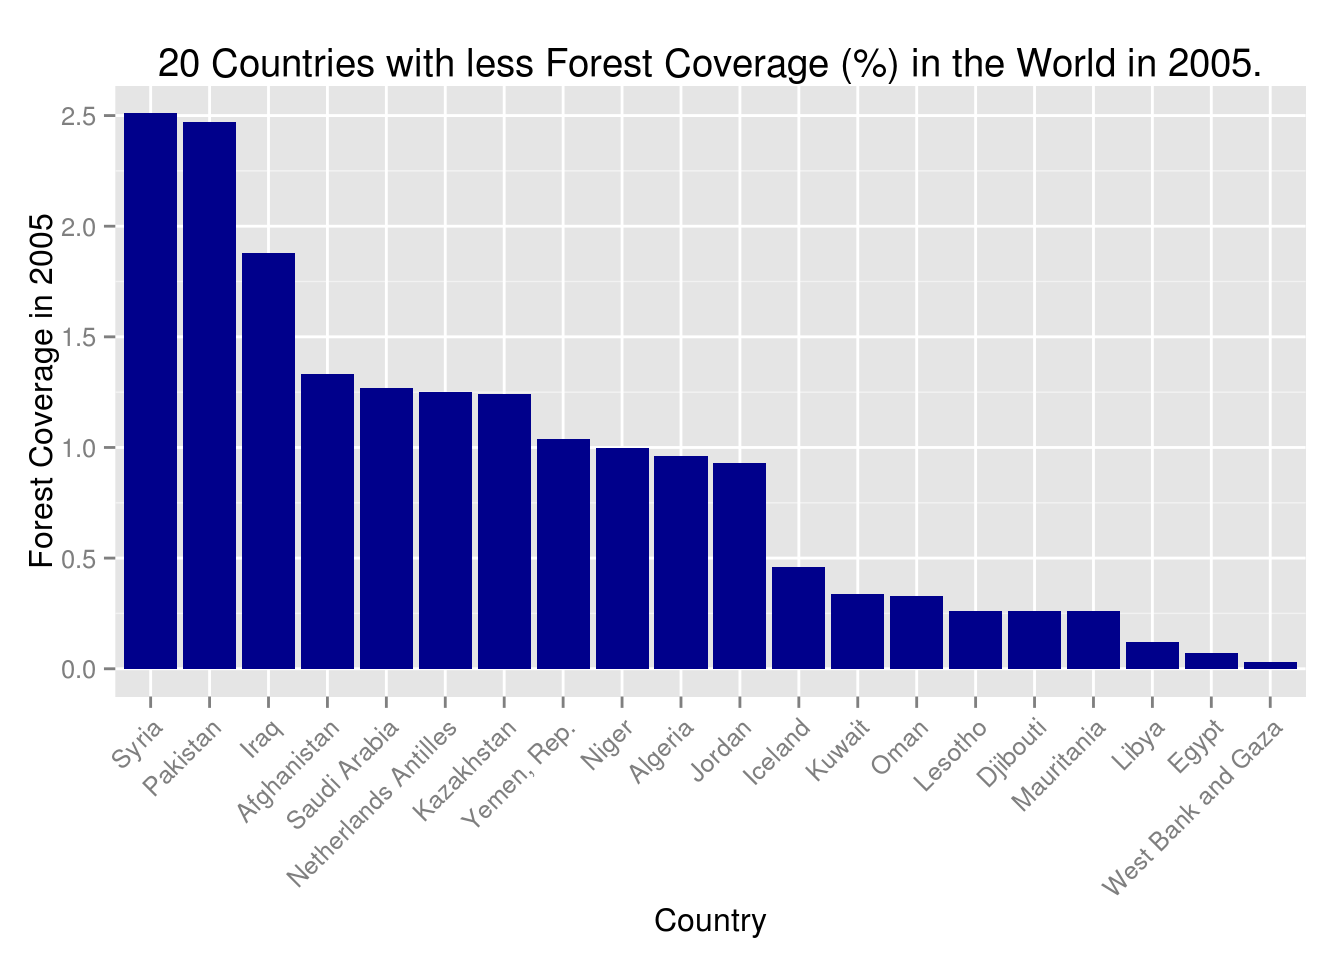 20 Countries with less Forest Coverage (%) in the World in 2005.
Forest Coverage in 2005
2.5
2.0
1.5
1.0
0.5
0.0
Syria
Pakistan
Iraq
Afghanistan
Saudi Arabia
Netherlands Antilles
Kazakhstan
Yemen, Rep.
Niger
Algeria
Jordan
Iceland
Kuwait
Oman
Lesotho
Djibouti
Mauritania
Libya
Egypt
West Bank and Gaza
Country